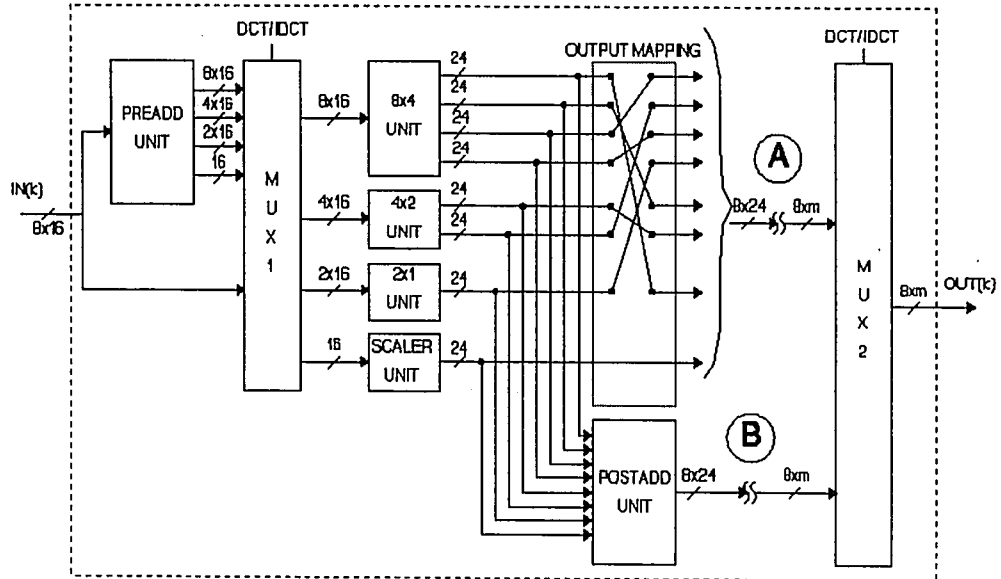 DCT/IDCT
8x16
4x16
2x16
16
PREADD
UNIT
IN(k)
8x16
M
U
X
1
8x16
4x16
2x16
16
8x4
UNIT
4x2
UNIT
2x1
UNIT
SCALER
UNIT
24
24
24
24
24
24
24
24
OUTPUT MAPPING
A
8x24
8xm
B
POSTADD
UNIT
8x24
8xm
DCT/IDCT
M
U
X
2
8xm
OUT(k)